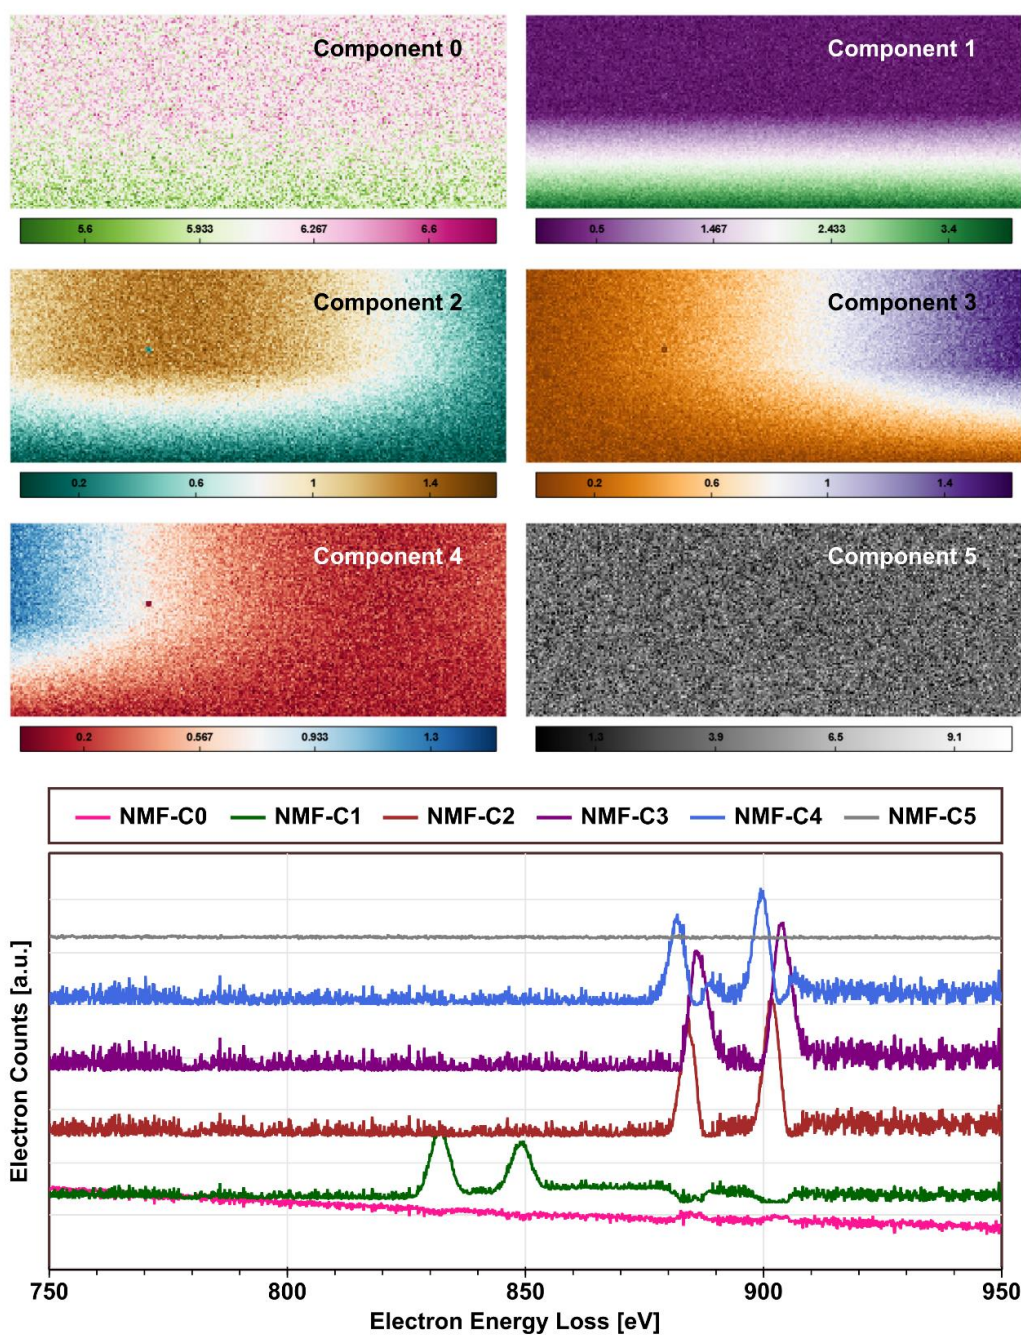 Component 0
Component 1
5.6 5.933 6.267 6.6
0.5 1.467 2.433 3.4
Component 2
Component 3
0.2 0.6 1 1.4
0.2 0.6 1 1.4
Component 4
Component 5
0.2 0.567 0.933 1.3
1.3 3.9 6.5 9.1
NMF-C0 NMF-C1 NMF-C2 NMF-C3 NMF-C4 NMF-C5
Electron Counts [a.u.]
750 800 850 900 950
Electron Energy Loss [eV]